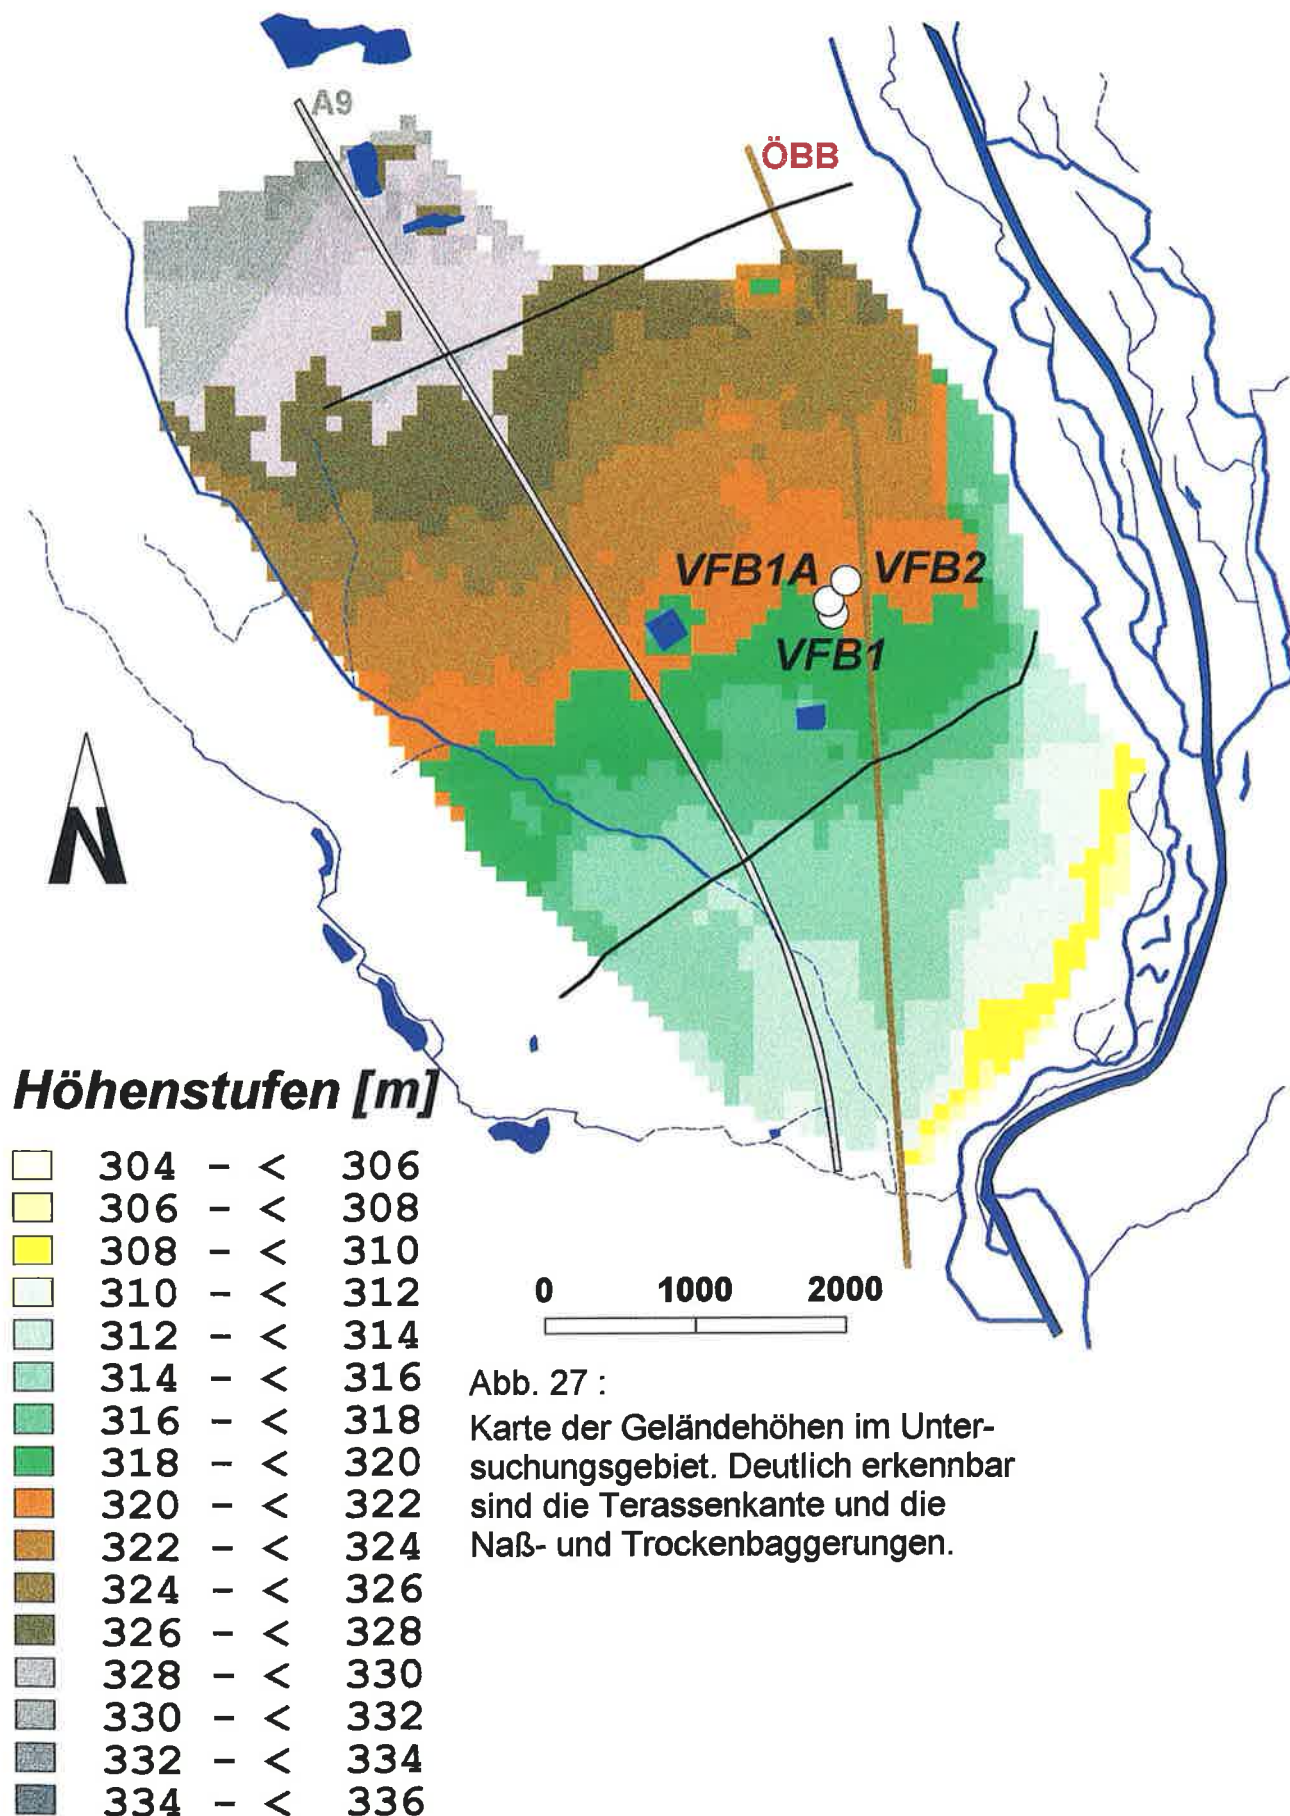 A9
ÖBB
VFB1A VFB2
VFB1
N
Höhenstufen [m]
304 - < 306
306 - < 308
308 - < 310
310 - < 312
312 - < 314
314 - < 316
316 - < 318
318 - < 320
320 - < 322
322 - < 324
324 - < 326
326 - < 328
328 - < 330
330 - < 332
332 - < 334
334 - < 336
0 1000 2000
Abb. 27 :
Karte der Geländehöhen im Unter-
suchungsgebiet. Deutlich erkennbar
sind die Terassenkante und die
Naß- und Trockenbaggerungen.